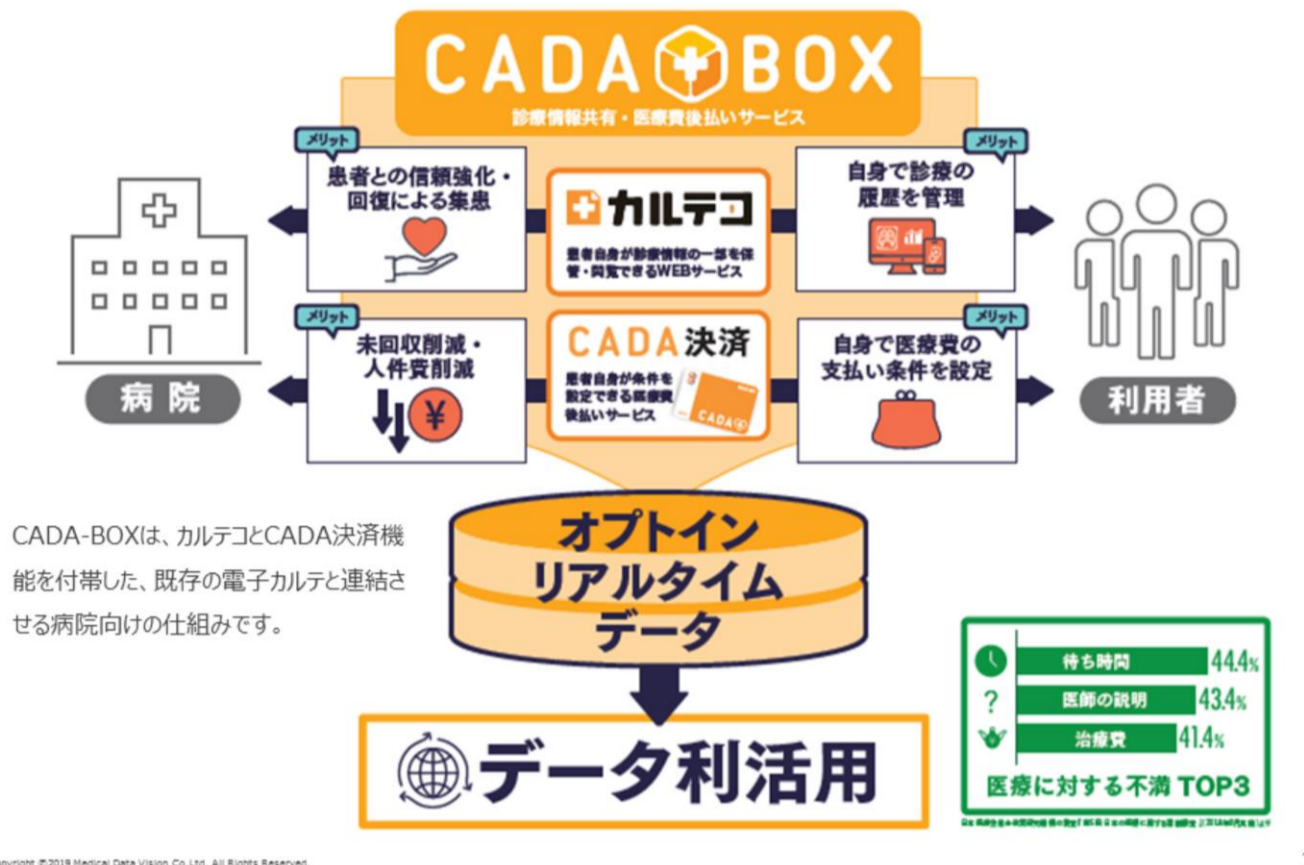 CADA BOX
診療情報共有・医療費後払いサービス
メリット
患者との信頼強化・
回復による集患
カルテコ
患者自身が診療情報の一部を保
管・閲覧できるWEBサービス
メリット
自身で診療の
履歴を管理
病院
メリット
未回収削減・
人件費削減
¥
CADA決済
患者自身が条件を
設定できる医療費
後払いサービス
CADA
メリット
自身で医療費の
支払い条件を設定
利用者
CADA-BOXは、カルテコとCADA決済機
能を付帯した、既存の電子カルテと連結さ
せる病院向けの仕組みです。
オプトイン
リアルタイム
データ
データ利活用
待ち時間 44.4%
? 医師の説明 43.4%
治療費 41.4%
医療に対する不満 TOP3
Copyright ©2019 Medical Data Vision Co.,Ltd. All Rights Reserved.